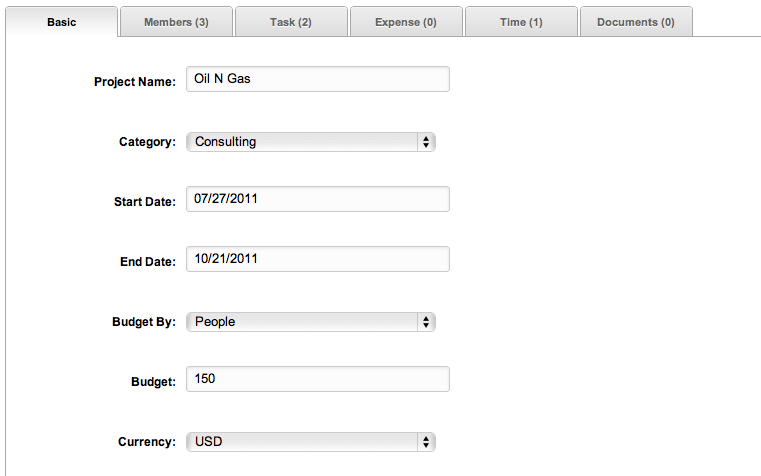 Basic Members (3) Task (2) Expense (0) Time (1) Documents (0)
Project Name: Oil N Gas
Category: Consulting
Start Date: 07/27/2011
End Date: 10/21/2011
Budget By: People
Budget: 150
Currency: USD